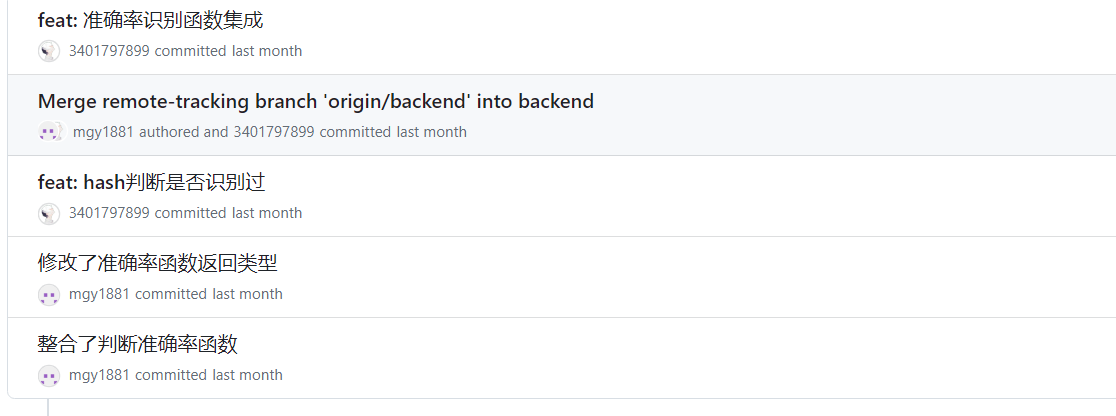 feat: 准确率识别函数集成
3401797899 committed last month
Merge remote-tracking branch 'origin/backend' into backend
mgy1881 authored and 3401797899 committed last month
feat: hash判断是否识别过
3401797899 committed last month
修改了准确率函数返回类型
mgy1881 committed last month
整合了判断准确率函数
mgy1881 committed last month